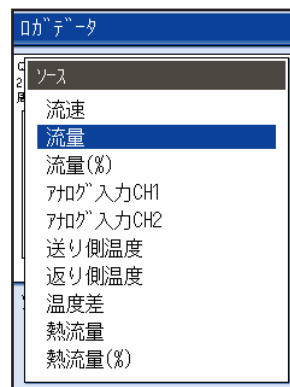 ﾛｶﾞﾃﾞｰﾀ
ｿｰｽ
流速
流量
流量(%)
ｱﾅﾛｸﾞ入力CH1
ｱﾅﾛｸﾞ入力CH2
送り側温度
返り側温度
温度差
熱流量
熱流量(%)